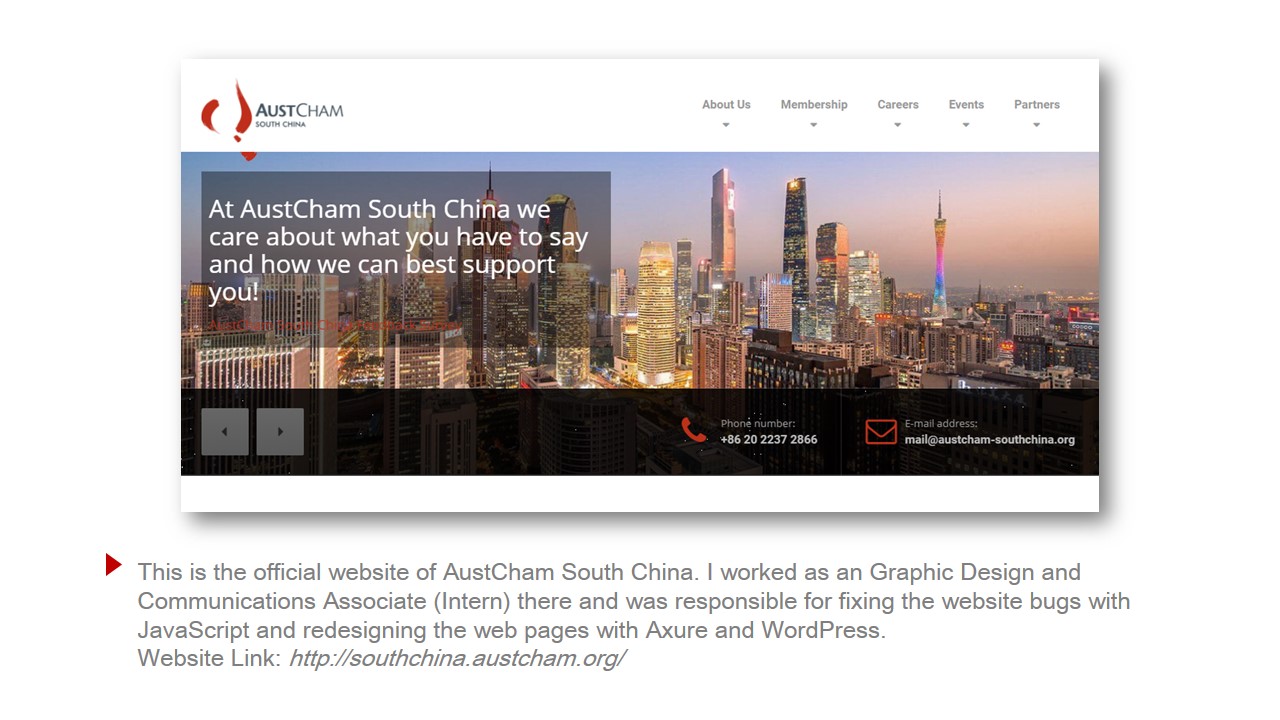 AUSTCHAM
SOUTH CHINA
About Us
Membership
Careers
Events
Partners
At AustCham South China we
care about what you have to say
and how we can best support
you!
AustCham South China
Phone number:
+86 20 2237 2866
E-mail address:
mail@austcham-southchina.org
This is the official website of AustCham South China. I worked as an Graphic Design and
Communications Associate (Intern) there and was responsible for fixing the website bugs with
JavaScript and redesigning the web pages with Axure and WordPress.
Website Link: http://southchina.austcham.org/